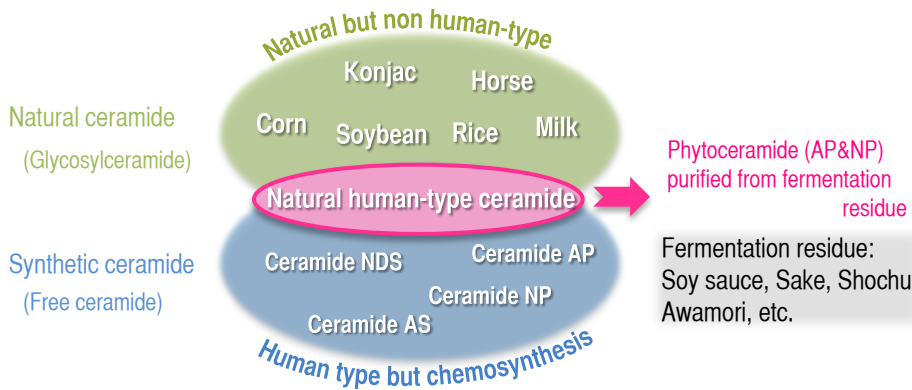 Natural but non human-type
Konjac
Horse
Corn
Soybean
Rice
Milk
Natural ceramide
(Glycosylceramide)
Natural human-type ceramide
Phytoceramide (AP&NP)
purified from fermentation
residue
Synthetic ceramide
(Free ceramide)
Ceramide NDS
Ceramide AP
Ceramide NP
Ceramide AS
Human type but chemosynthesis
Fermentation residue:
Soy sauce, Sake, Shochu
Awamori, etc.